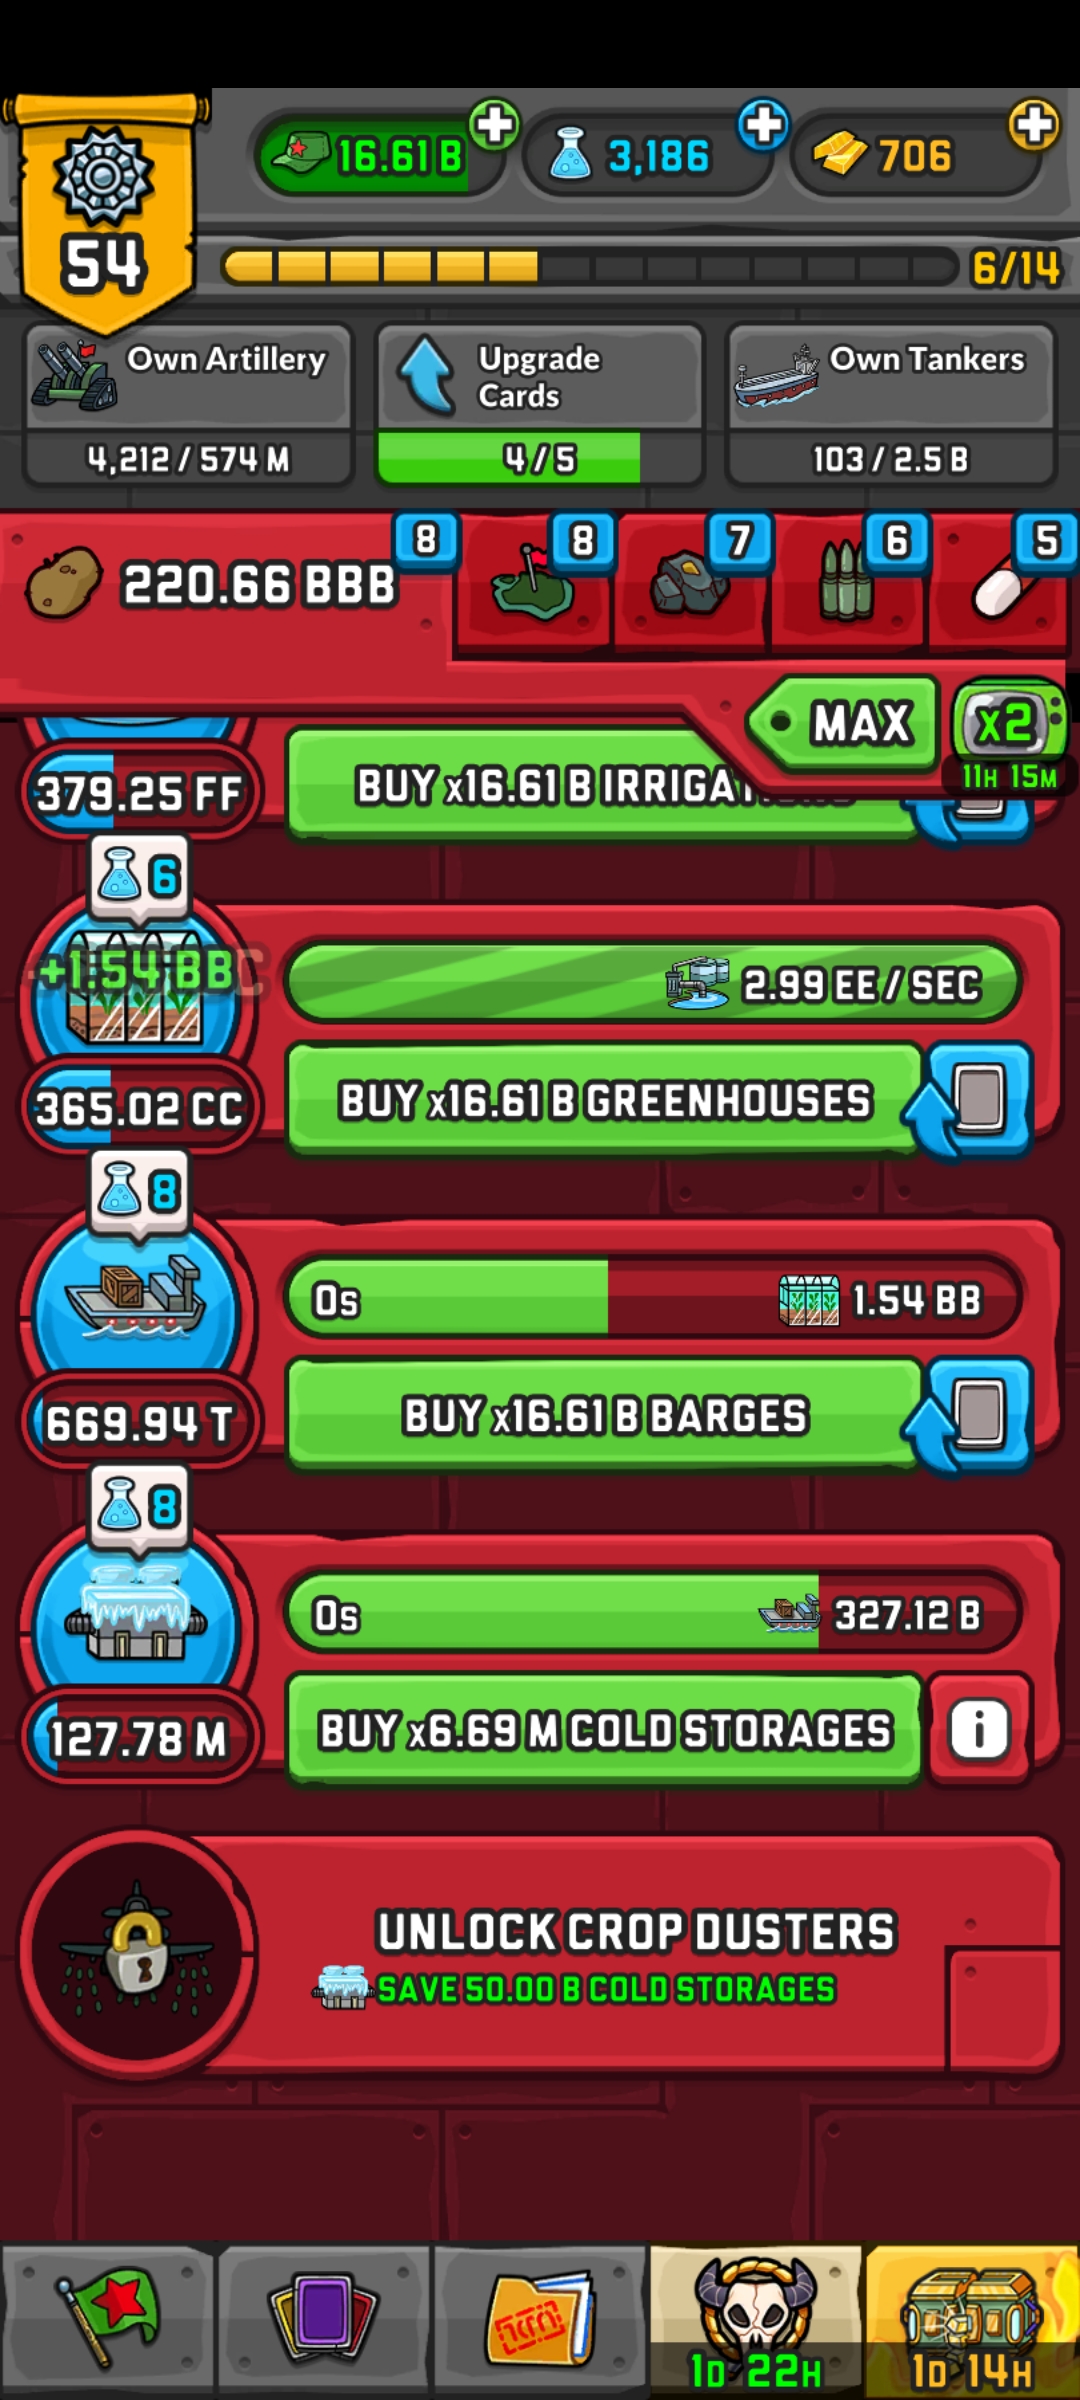 16.61 B
3,186
706
54
6/14
Own Artillery
4,212 / 574 M
Upgrade
Cards
4 / 5
Own Tankers
103 / 2.5 B
220.66 BBB
8
8
7
6
5
MAX
x2
11H 15M
379.25 FF
BUY x16.61 B
6
+1.54 BB
2.99 EE / SEC
365.02 CC
BUY x16.61 B GREENHOUSES
8
0s
1.54 BB
669.94 T
BUY x16.61 B BARGES
8
0s
327.12 B
127.78 M
BUY x6.69 M COLD STORAGES
i
UNLOCK CROP DUSTERS
SAVE 50.00 B COLD STORAGES
1D 22H
1D 14H